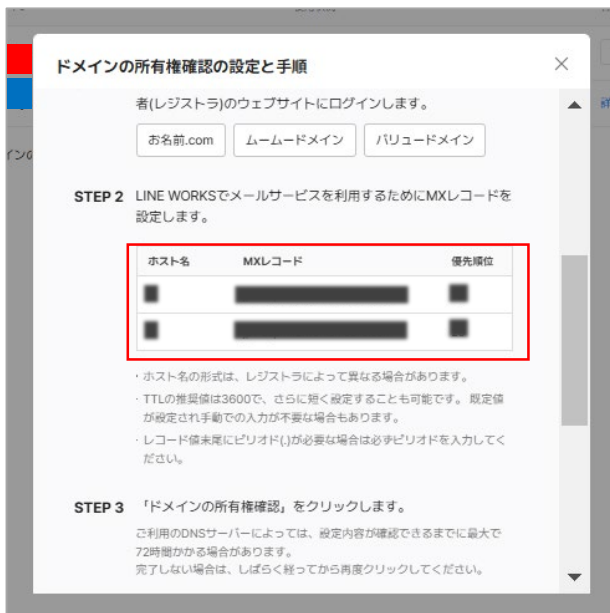 ドメインの所有権確認の設定と手順
者(レジストラ)のウェブサイトにログインします。
お名前.com ムームードメイン バリュードメイン
STEP 2 LINE WORKSでメールサービスを利用するためにMXレコードを
設定します。
ホスト名 MXレコード 優先順位
・ホスト名の形式は、レジストラによって異なる場合があります。
・TTLの推奨値は3600で、さらに短く設定することも可能です。 既定値
が設定され手動での入力が不要な場合もあります。
・レコード値末尾にピリオド(.)が必要な場合は必ずピリオドを入力してく
ださい。
STEP 3 「ドメインの所有権確認」をクリックします。
ご利用のDNSサーバーによっては、設定内容が確認できるまでに最大で
72時間かかる場合があります。
完了しない場合は、しばらく経ってから再度クリックしてください。